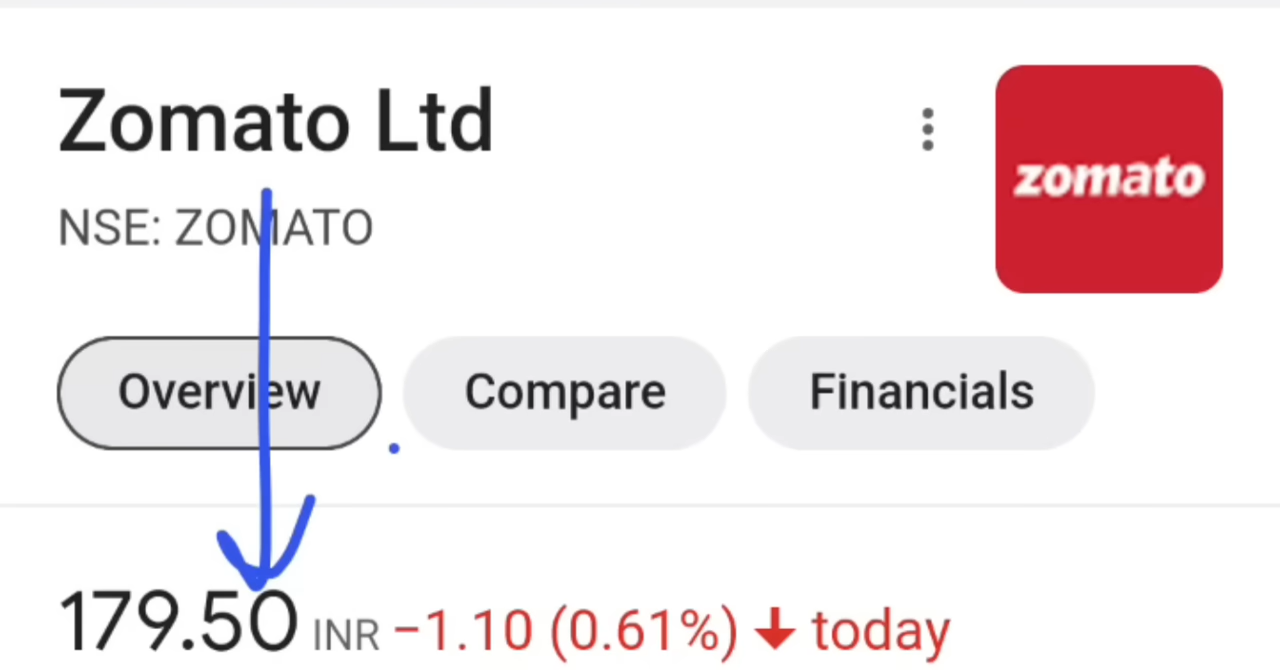 Zomato Ltd
zomato
NSE: ZOMATO
Overview
Compare
Financials
179.50 INR −1.10 (0.61%) ↓ today